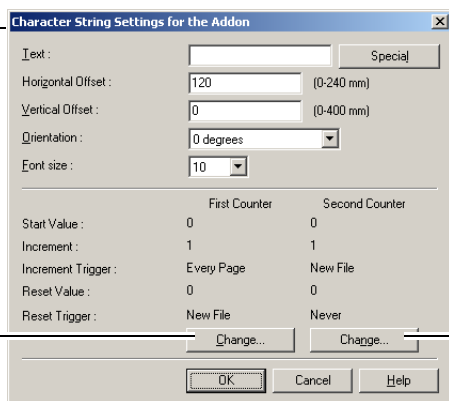 Character String Settings for the Addon
Text : Special
Horizontal Offset : 120 (0-240 mm)
Vertical Offset : 0 (0-400 mm)
Orientation : 0 degrees
Font size : 10
First Counter Second Counter
Start Value : 0 0
Increment : 1 1
Increment Trigger : Every Page New File
Reset Value : 0 0
Reset Trigger : New File Never
Change... Change...
OK Cancel Help